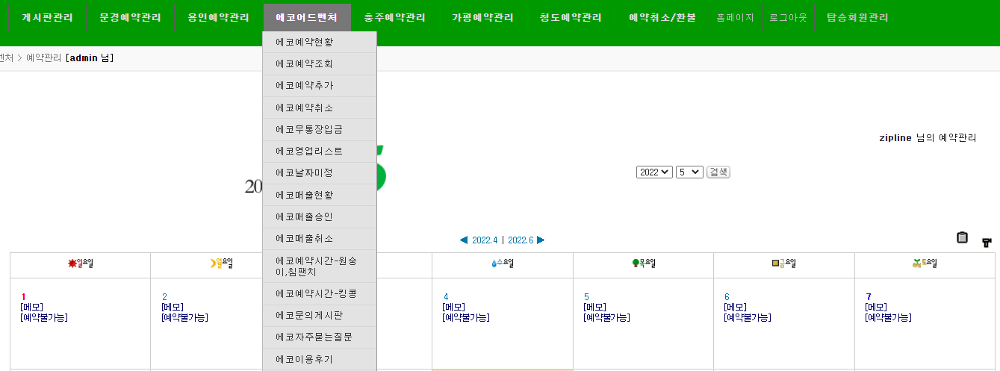 게시판관리 문경예약관리 용인예약관리 에코어드벤처 충주예약관리 가평예약관리 청도예약관리 예약취소/환불 홈페이지 로그아웃 탑승회원관리
벤처 > 예약관리 [admin 님]
에코예약현황
에코예약조회
에코예약추가
에코예약취소
에코무통장입금
에코영업리스트
에코날짜미정
에코매출현황
에코매출승인
에코매출취소
에코예약시간-원숭
이,침팬치
에코예약시간-킹콩
에코문의게시판
에코자주묻는질문
에코이용후기
zipline 님의 예약관리
20
2022 5 검색
◀ 2022.4 | 2022.6 ▶
일요일 월요일 수요일 목요일 금요일 토요일
1 2 4 5 6 7
[메모] [메모] [메모] [메모] [메모] [메모]
[예약불가능] [예약불가능] [예약불가능] [예약불가능] [예약불가능] [예약불가능]